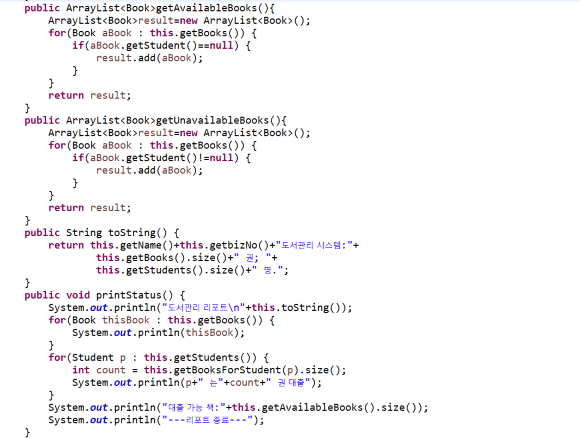 public ArrayList<Book>getAvailableBooks(){
ArrayList<Book>result=new ArrayList<Book>();
for(Book aBook : this.getBooks()) {
if(aBook.getStudent()==null) {
result.add(aBook);
}
}
return result;
}
public ArrayList<Book>getUnavailableBooks(){
ArrayList<Book>result=new ArrayList<Book>();
for(Book aBook : this.getBooks()) {
if(aBook.getStudent()!=null) {
result.add(aBook);
}
}
return result;
}
public String toString() {
return this.getName()+this.getbizNo()+"도서관리 시스템:"+
this.getBooks().size()+" 권; "+
this.getStudents().size()+" 명.";
}
public void printStatus() {
System.out.println("도서관리 리포트\n"+this.toString());
for(Book thisBook : this.getBooks()) {
System.out.println(thisBook);
}
for(Student p : this.getStudents()) {
int count = this.getBooksForStudent(p).size();
System.out.println(p+" 는"+count+" 권 대출");
}
System.out.println("대출 가능 책:"+this.getAvailableBooks().size());
System.out.println("---리포트 종료---");
}